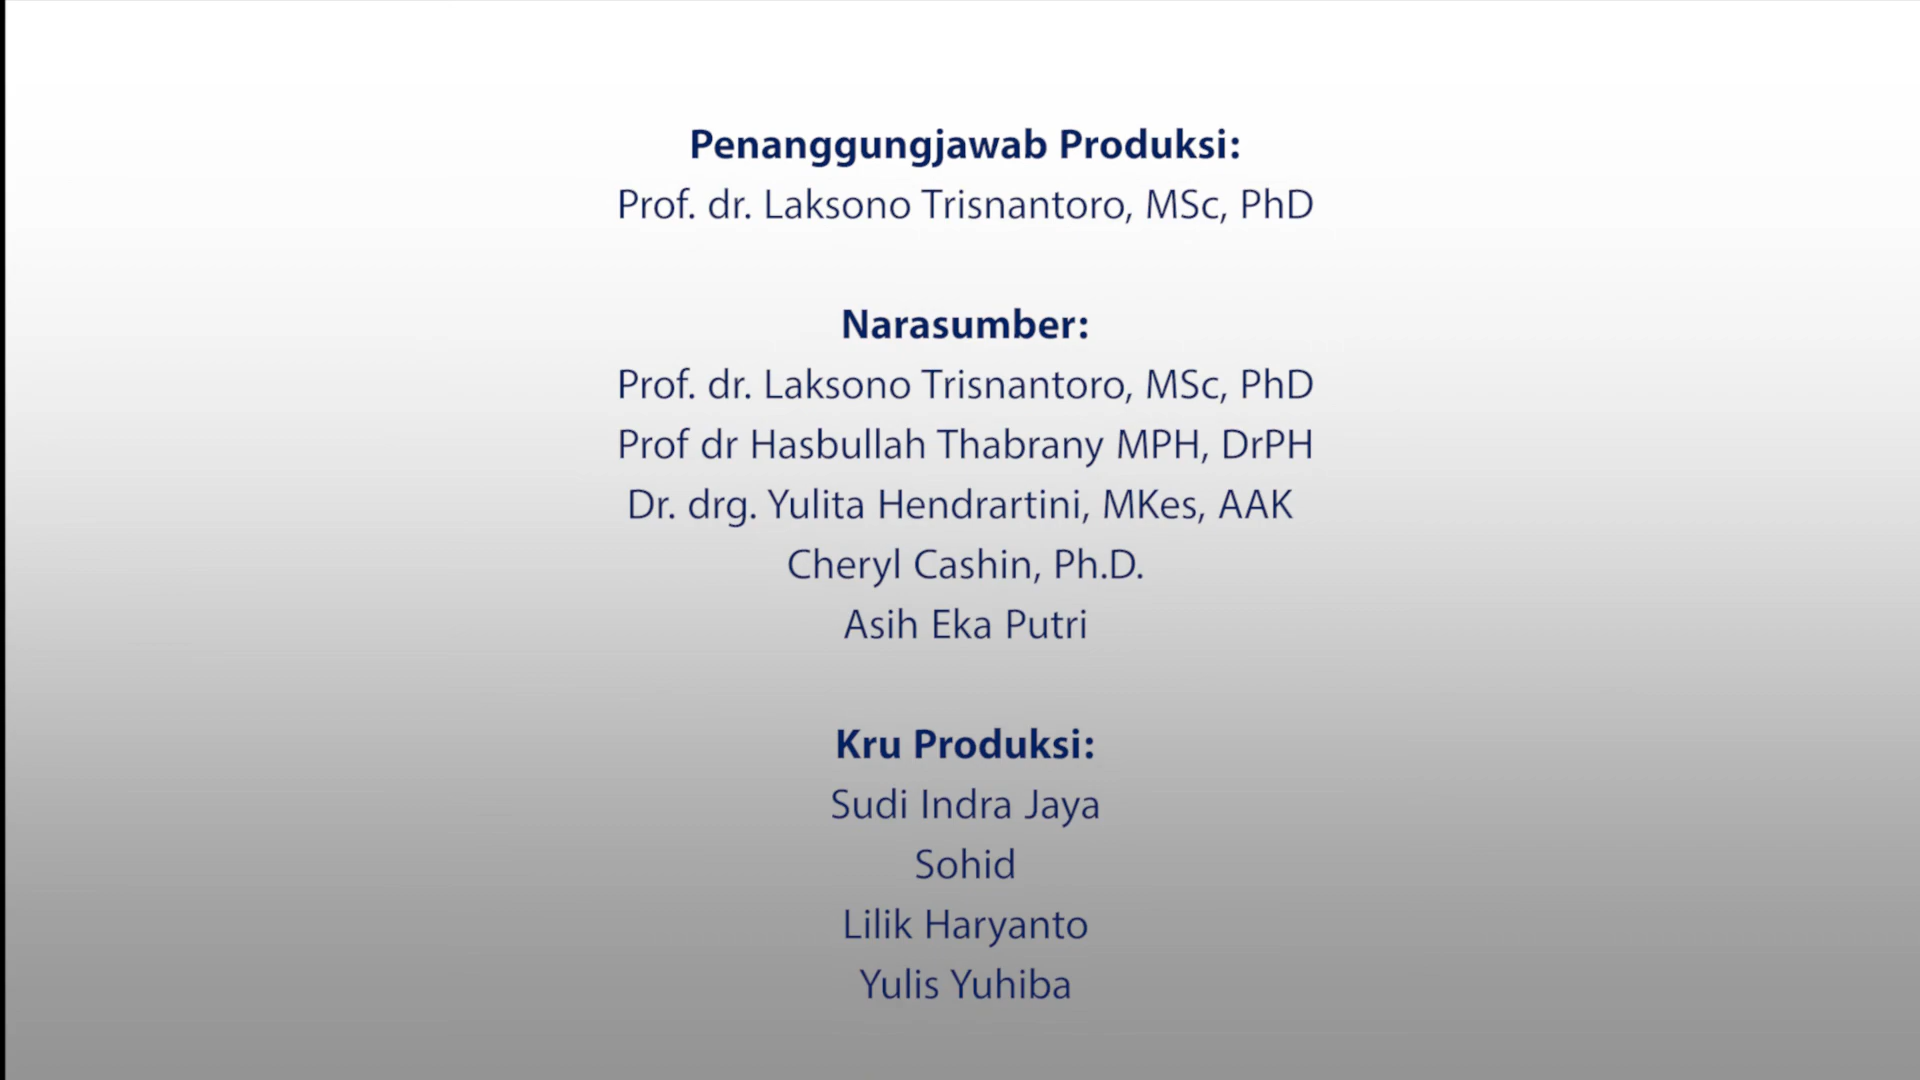 Penanggungjawab Produksi:
Prof. dr. Laksono Trisnantoro, MSc, PhD
Narasumber:
Prof. dr. Laksono Trisnantoro, MSc, PhD
Prof dr Hasbullah Thabrany MPH, DrPH
Dr. drg. Yulita Hendrartini, MKes, AAK
Cheryl Cashin, Ph.D.
Asih Eka Putri
Kru Produksi:
Sudi Indra Jaya
Sohid
Lilik Haryanto
Yulis Yuhiba